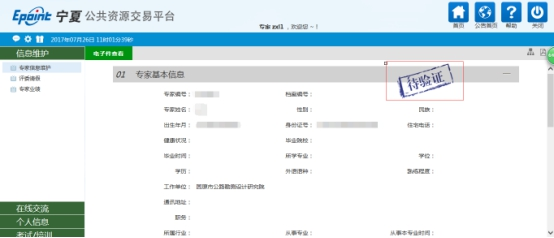 Epoint 宁夏 公共资源交易平台
专家 zjd1 ，欢迎您~！
首页 公告首页 帮助 关闭
2017年07月26日 11时01分39秒
信息维护
电子件查看
专家信息维护
评委请假
专家业绩
01 专家基本信息
待验证
专家编号： 档案编号：
专家姓名： 性别： 民族：
出生年月： 身份证号： 住宅电话：
健康状况： 毕业院校：
毕业时间： 所学专业： 学位：
学历： 外语语种： 熟练程度：
工作单位： 固原市公路勘测设计研究院
通讯地址：
职务：
所属行业： 从事专业： 从事本专业时间：
在线交流
个人信息
考试/培训